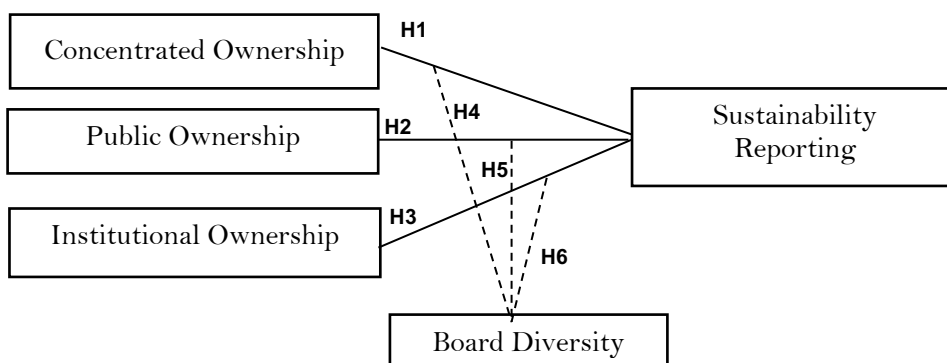 Concentrated Ownership
H1
H4
Public Ownership
H2
H5
Sustainability
Reporting
Institutional Ownership
H3
H6
Board Diversity